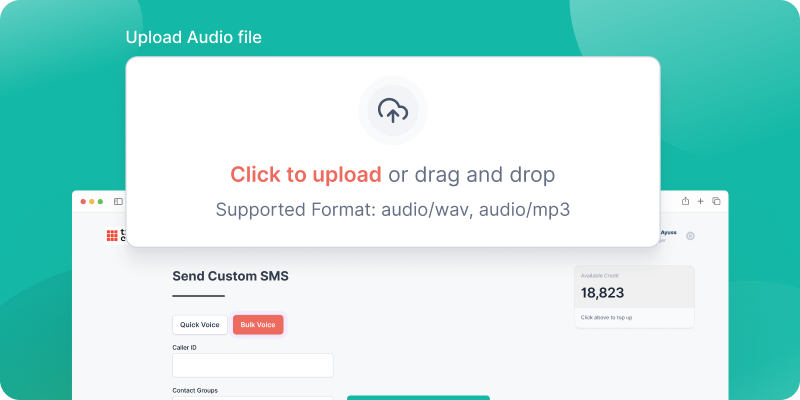 Upload Audio file
Click to upload or drag and drop
Supported Format: audio/wav, audio/mp3
Send Custom SMS
Ayuss
Available Credit
18,823
Click above to top up
Quick Voice
Bulk Voice
Caller ID
Contact Groups